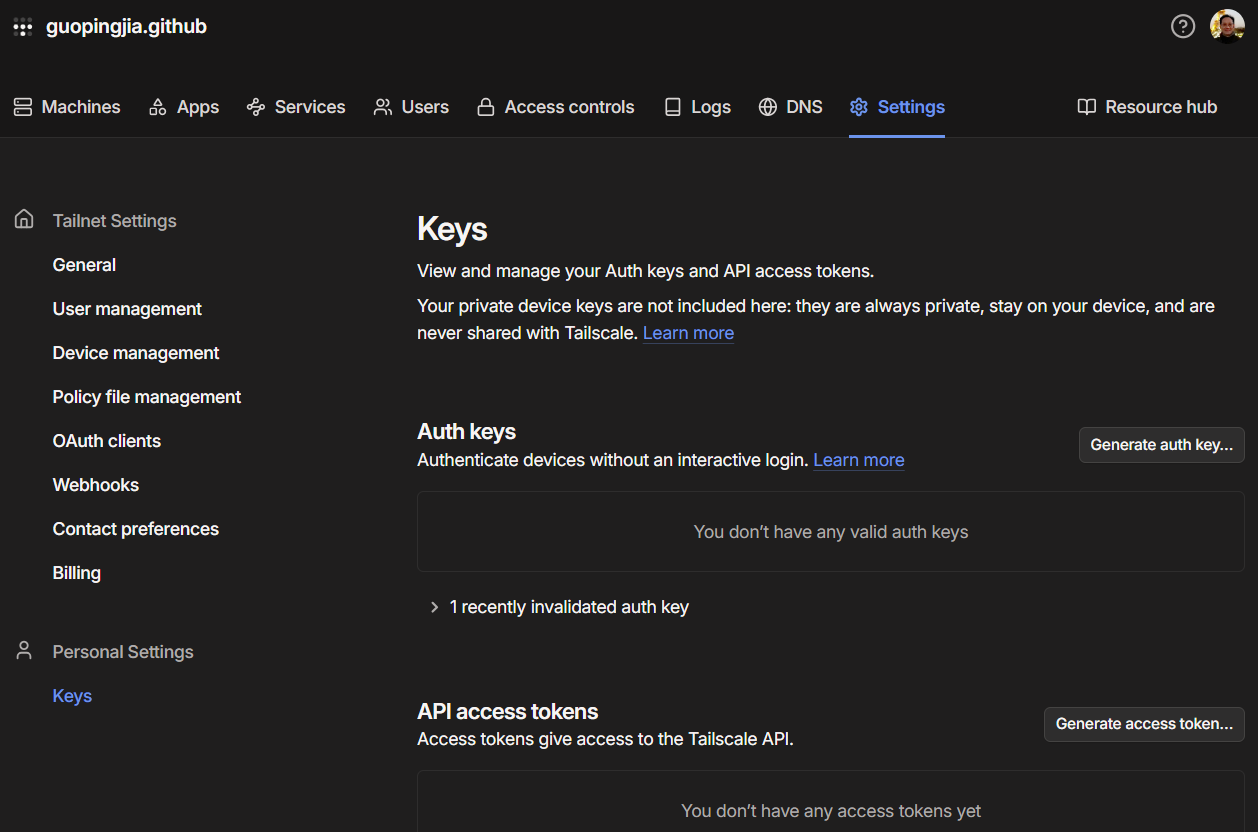 guopingjia.github
Machines
Apps
Services
Users
Access controls
Logs
DNS
Settings
Resource hub
Tailnet Settings
General
User management
Device management
Policy file management
OAuth clients
Webhooks
Contact preferences
Billing
Personal Settings
Keys
Keys
View and manage your Auth keys and API access tokens.
Your private device keys are not included here: they are always private, stay on your device, and are
never shared with Tailscale. Learn more
Auth keys
Authenticate devices without an interactive login. Learn more
Generate auth key...
You don’t have any valid auth keys
1 recently invalidated auth key
API access tokens
Access tokens give access to the Tailscale API.
Generate access token...
You don’t have any access tokens yet